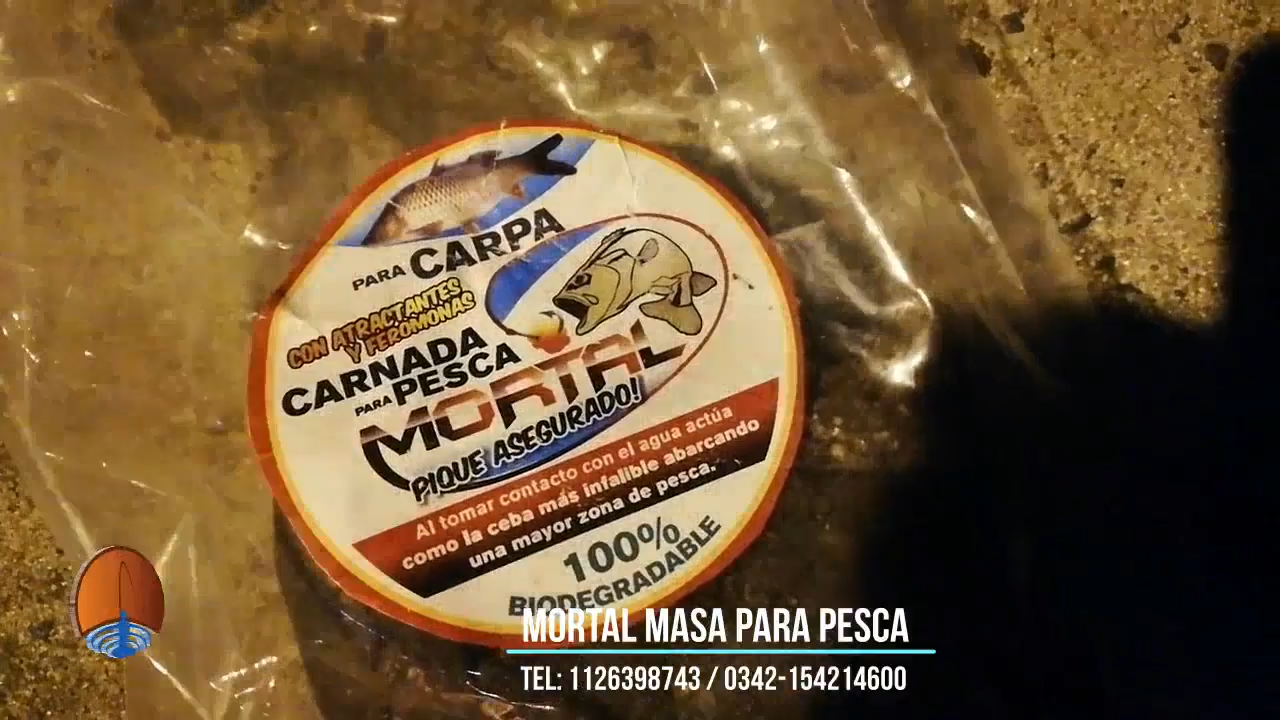 PARA CARPA
CON ATRACTANTES
Y FEROMONAS
CARNADA
PARA PESCA
MORTAL
PIQUE ASEGURADO!
Al tomar contacto con el agua actúa
como la ceba más infalible abarcando
una mayor zona de pesca.
100%
BIODEGRADABLE
MORTAL MASA PARA PESCA
TEL: 1126398743 / 0342-154214600